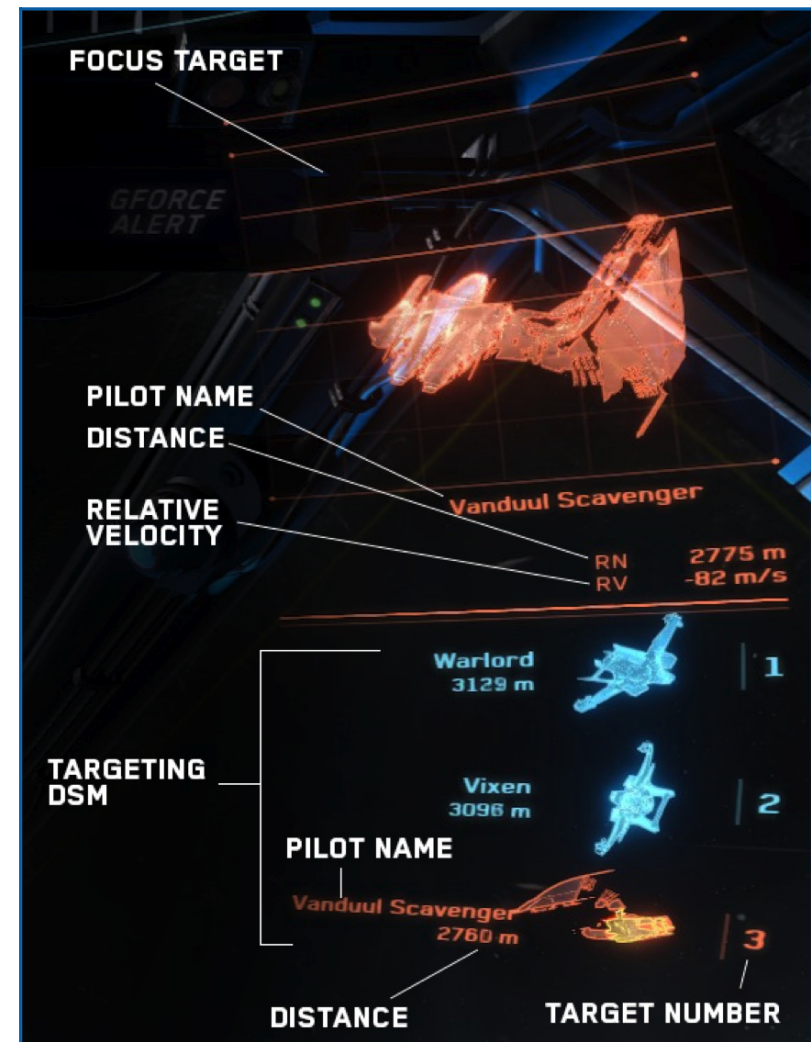 FOCUS TARGET
GFORCE
ALERT
PILOT NAME
DISTANCE
RELATIVE
VELOCITY
Vanduul Scavenger
RN 2775 m
RV -82 m/s
Warlord
3129 m
1
TARGETING
DSM
Vixen
3096 m
2
PILOT NAME
Vanduul Scavenger
2760 m
3
DISTANCE
TARGET NUMBER